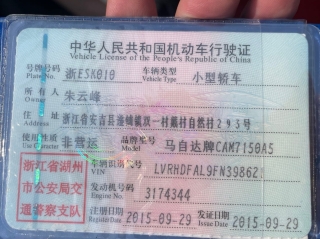 中华人民共和国机动车行驶证
Vehicle License of the People's Republic of China
号牌号码 浙E5K010 车辆类型 小型轿车
Plate No. Vehicle Type
所有人 朱云峰
Owner
住址 浙江省安吉县 镇 一村 村自然村293号
Address
使用性质 非营运 品牌型号 马自达牌CAM7150A5
Use Character Model
浙江省湖州市公安局交通警察支队
车辆识别代号 LVRHDFAL9FN39862
VIN
发动机号码 3174344
Engine No.
注册日期 2015-09-29 发证日期 2015-09-29
Register Date Issue Date